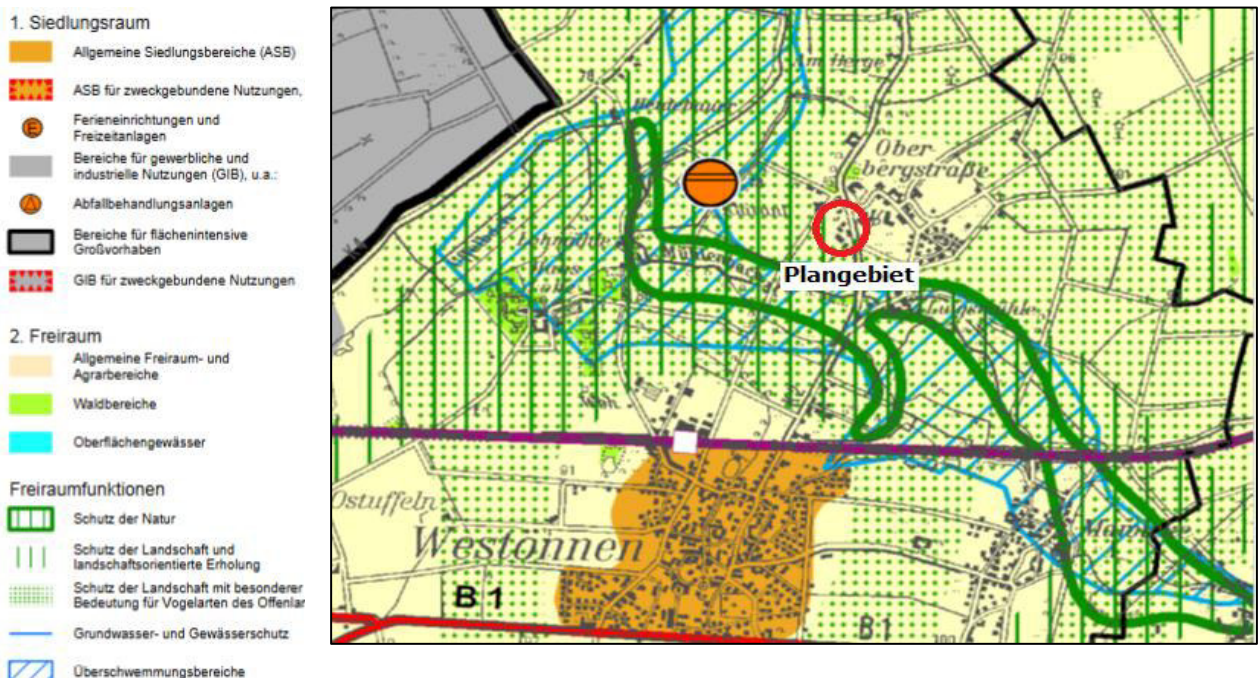 1. Siedlungsraum
Allgemeine Siedlungsbereiche (ASB)
ASB für zweckgebundene Nutzungen,
E
Ferieneinrichtungen und
Freizeitanlagen
Bereiche für gewerbliche und
industrielle Nutzungen (GIB), u.a.:
Abfallbehandlungsanlagen
Bereiche für flächenintensive
Großvorhaben
GIB für zweckgebundene Nutzungen
2. Freiraum
Allgemeine Freiraum- und
Agrarbereiche
Waldbereiche
Oberflächengewässer
Freiraumfunktionen
Schutz der Natur
Schutz der Landschaft und
landschaftsorientierte Erholung
Schutz der Landschaft mit besonderer
Bedeutung für Vogelarten des Offenlar
Grundwasser- und Gewässerschutz
Überschwemmungsbereiche
Ober
bergstraße
Plangebiet
Ostuffeln
Westönnen
B 1
B 1